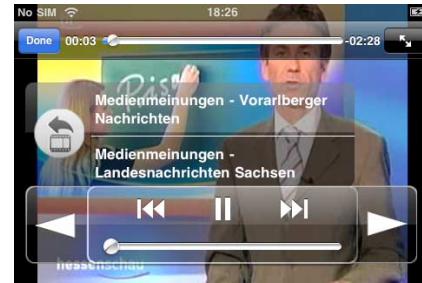 No SIM 18:26
Done 00:03 -02:28
Medienmeinungen - Vorarlberger
Nachrichten
Medienmeinungen -
Landesnachrichten Sachsen
hessenschau